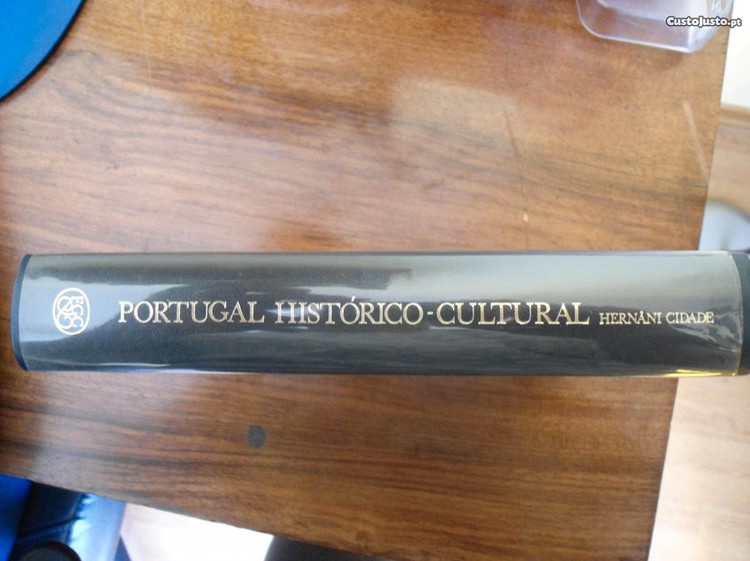 CustoJusto.pt
PORTUGAL HISTÓRICO-CULTURAL HERNÂNI CIDADE